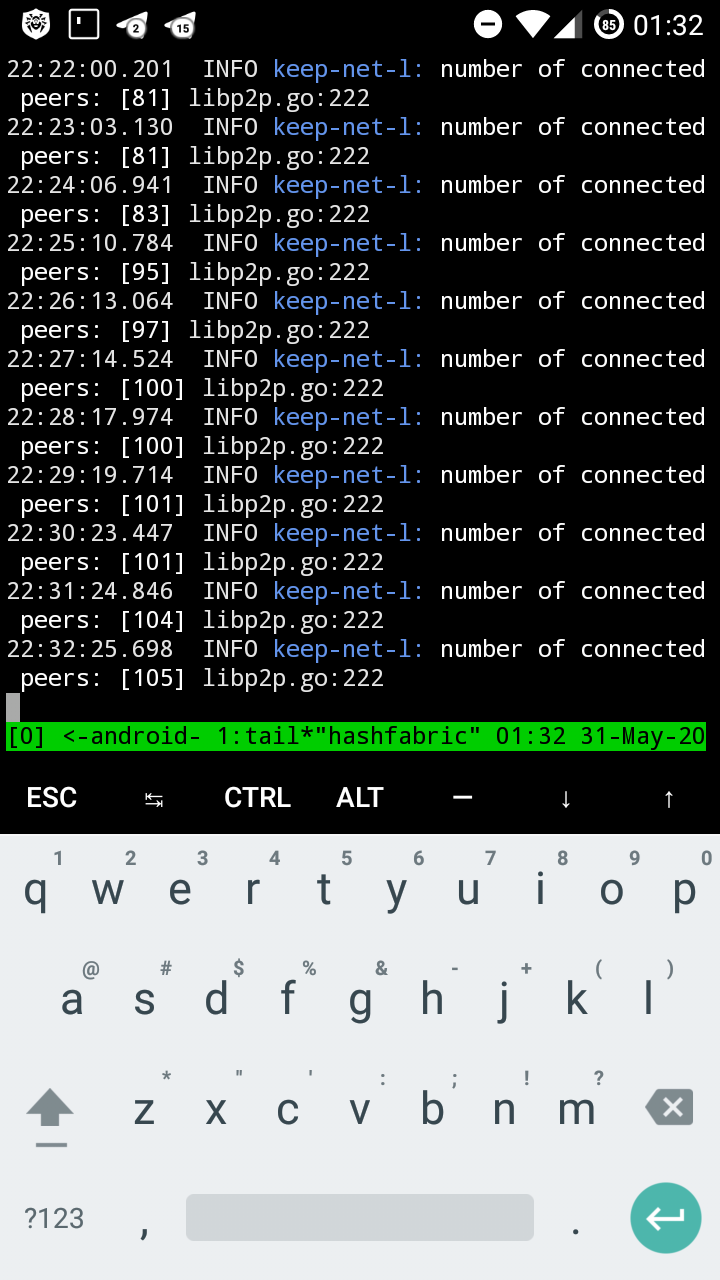 2 15 85 01:32
22:22:00.201 INFO keep-net-l: number of connected
peers: [81] libp2p.go:222
22:23:03.130 INFO keep-net-l: number of connected
peers: [81] libp2p.go:222
22:24:06.941 INFO keep-net-l: number of connected
peers: [83] libp2p.go:222
22:25:10.784 INFO keep-net-l: number of connected
peers: [95] libp2p.go:222
22:26:13.064 INFO keep-net-l: number of connected
peers: [97] libp2p.go:222
22:27:14.524 INFO keep-net-l: number of connected
peers: [100] libp2p.go:222
22:28:17.974 INFO keep-net-l: number of connected
peers: [100] libp2p.go:222
22:29:19.714 INFO keep-net-l: number of connected
peers: [101] libp2p.go:222
22:30:23.447 INFO keep-net-l: number of connected
peers: [101] libp2p.go:222
22:31:24.846 INFO keep-net-l: number of connected
peers: [104] libp2p.go:222
22:32:25.698 INFO keep-net-l: number of connected
peers: [105] libp2p.go:222
[0] <-android- 1:tail*"hashfabric" 01:32 31-May-20
ESC ↹ CTRL ALT — ↓ ↑
1 2 3 4 5 6 7 8 9 0
q w e r t y u i o p
@ # $ % & - + ( )
a s d f g h j k l
* " ' : ; ! ?
z x c v b n m
?123 , .